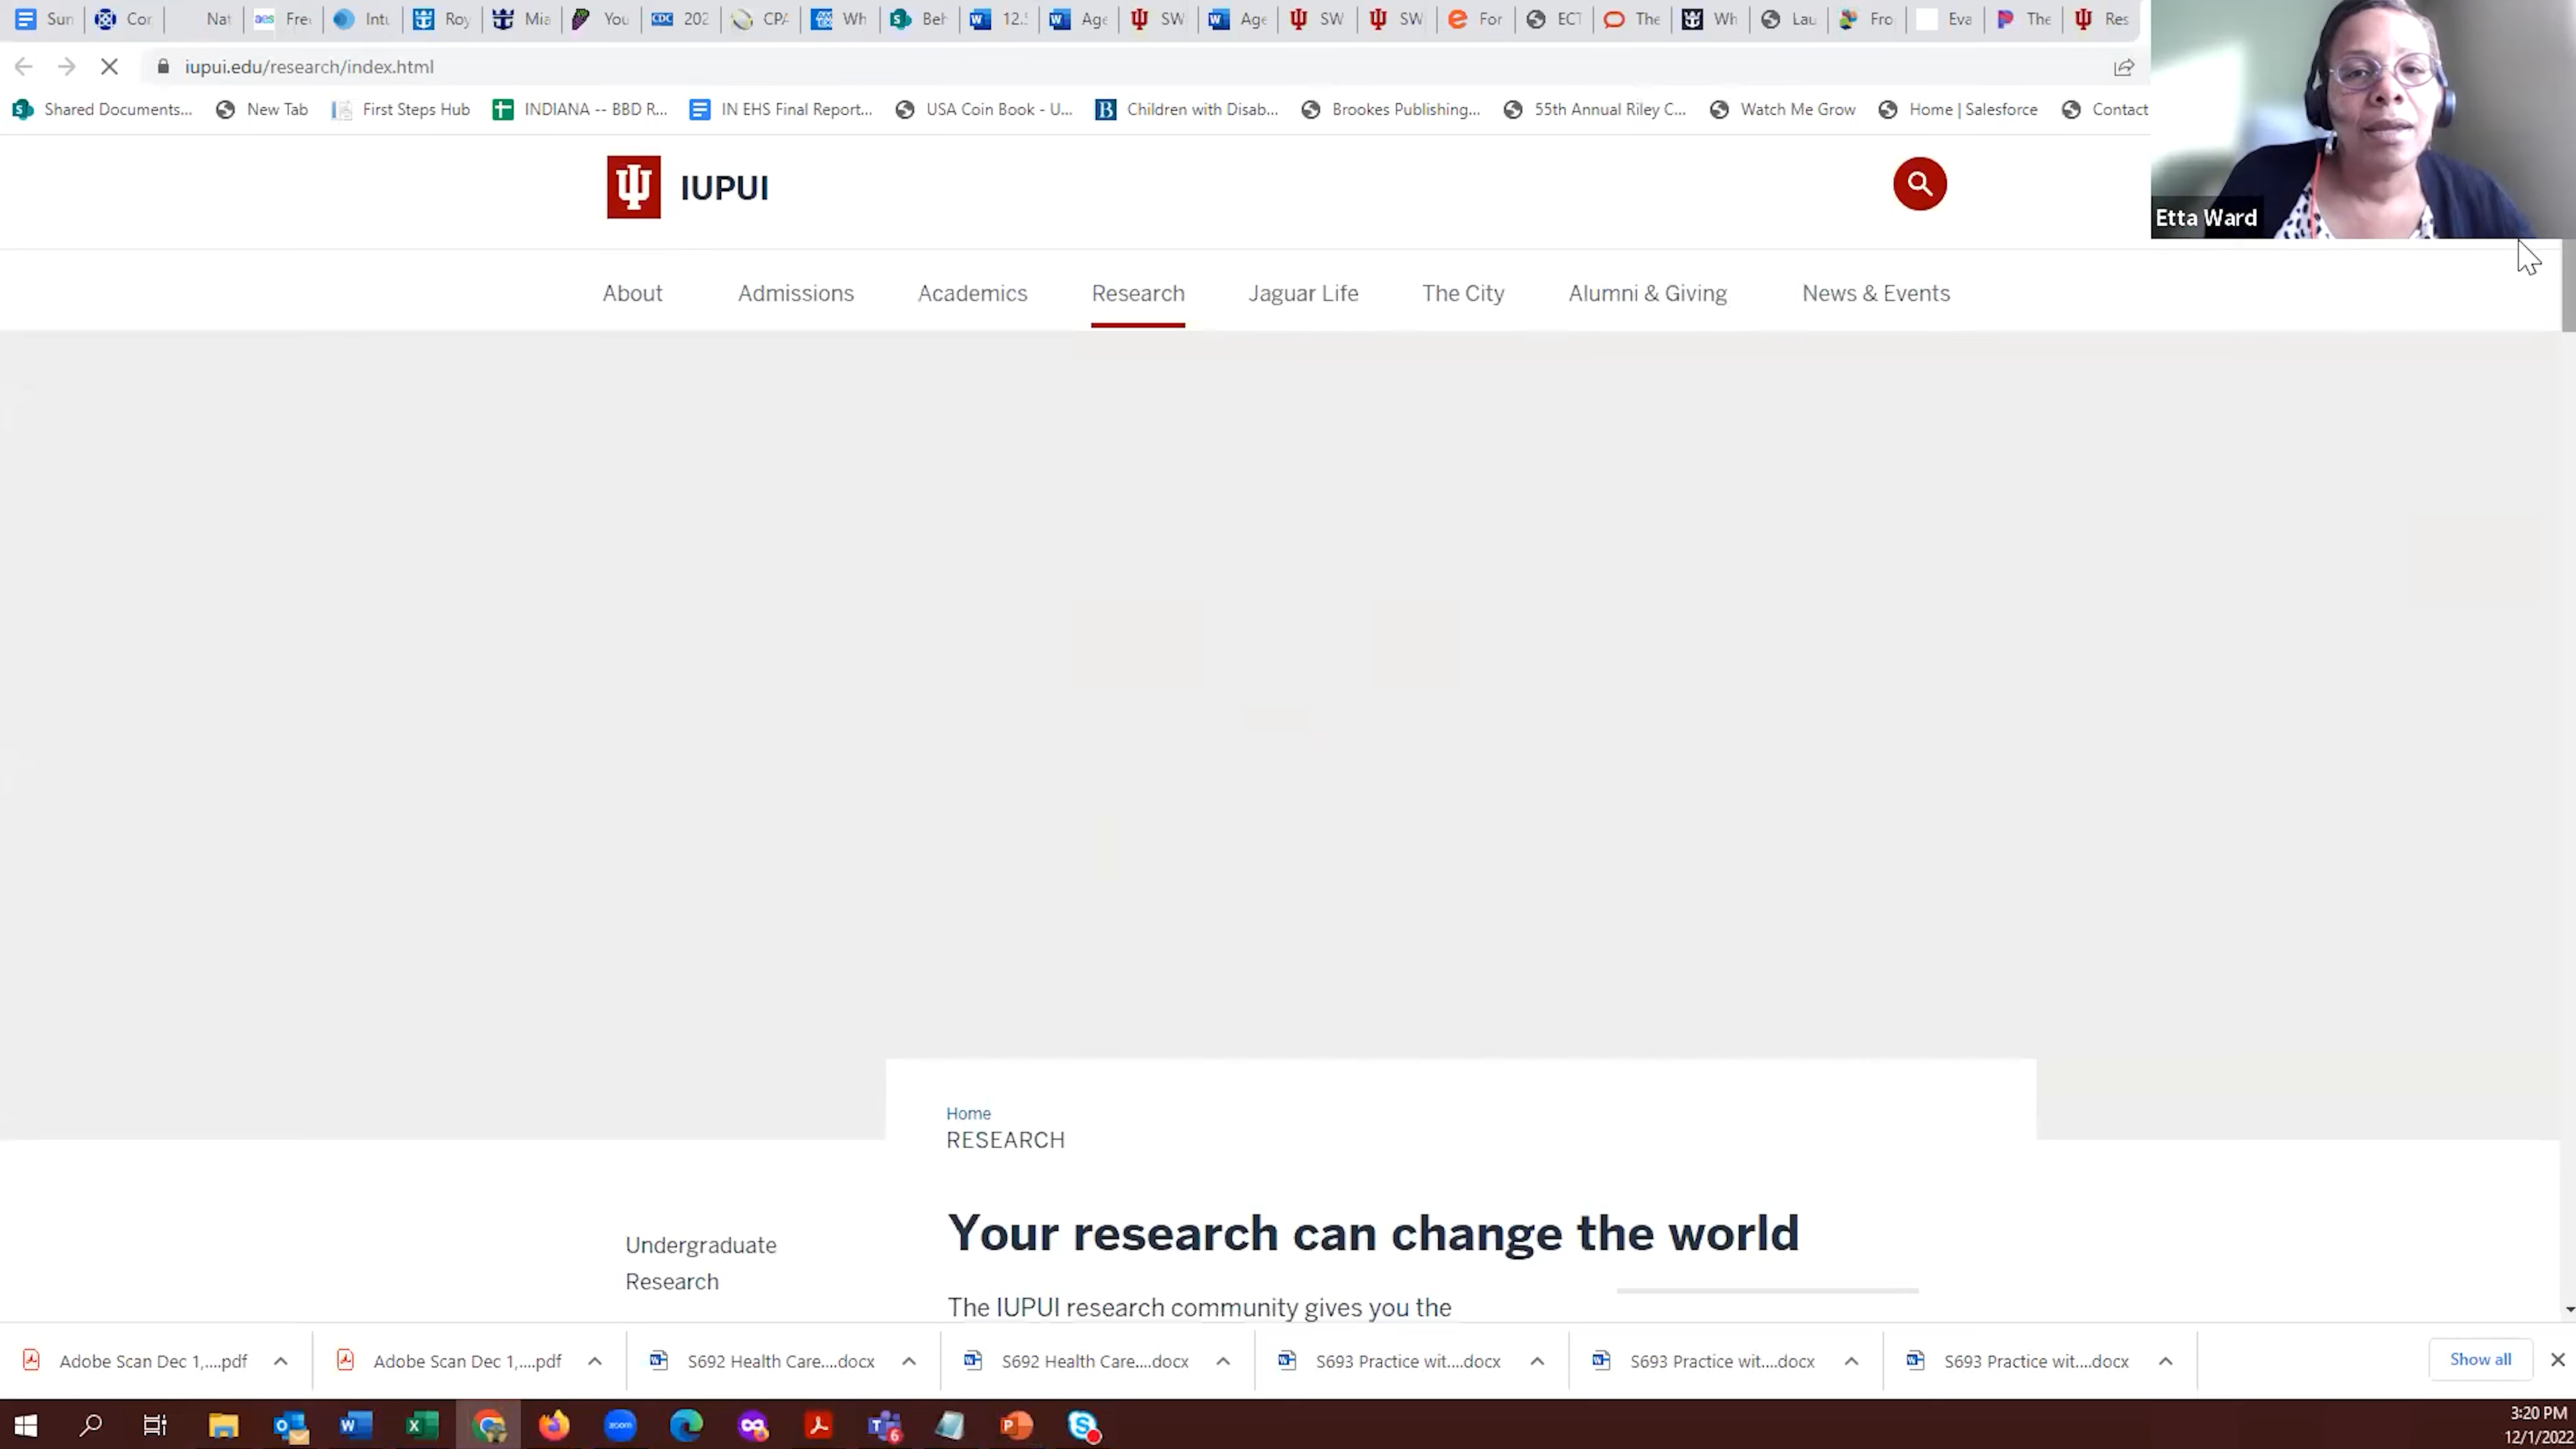 Sun Cor Nat Fre Intu Roy Mia You 202 CPA Wh Beh 12. Age SW Age SW SW For ECT The Wh Lau Fro Eva The Res
iupui.edu/research/index.html
Shared Documents... New Tab First Steps Hub INDIANA -- BBD R... IN EHS Final Report... USA Coin Book - U... Children with Disab... Brookes Publishing... 55th Annual Riley C... Watch Me Grow Home | Salesforce Contact
IUPUI
Etta Ward
About Admissions Academics Research Jaguar Life The City Alumni & Giving News & Events
Home
RESEARCH
Your research can change the world
Undergraduate
Research
The IUPUI research community gives you the
Adobe Scan Dec 1,....pdf Adobe Scan Dec 1,....pdf S692 Health Care....docx S692 Health Care....docx S693 Practice wit....docx S693 Practice wit....docx S693 Practice wit....docx Show all
3:20 PM
12/1/2022